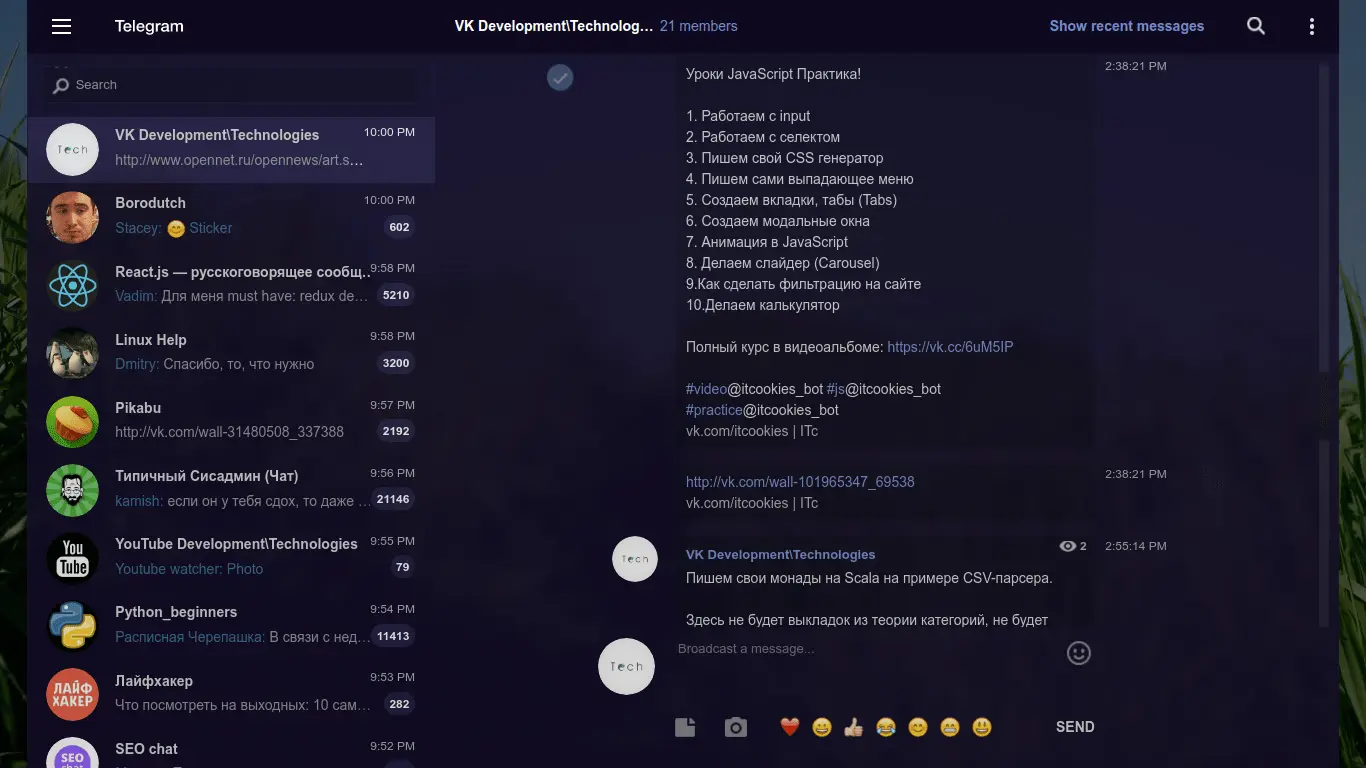 Telegram
VK Development\Technolog... 21 members
Show recent messages
Search
VK Development\Technologies 10:00 PM
http://www.opennet.ru/opennews/art.s...
Borodutch 10:00 PM
Stacey: 😊 Sticker 602
React.js — русскоговорящее сообщ.. 9:58 PM
Vadim: Для меня must have: redux de... 5210
Linux Help 9:58 PM
Dmitry: Спасибо, то, что нужно 3200
Pikabu 9:57 PM
http://vk.com/wall-31480508_337388 2192
Типичный Сисадмин (Чат) 9:56 PM
kamish: если он у тебя сдох, то даже ... 21146
YouTube Development\Technologies 9:55 PM
Youtube watcher: Photo 79
Python_beginners 9:54 PM
Расписная Черепашка: В связи с нед... 11413
Лайфхакер 9:53 PM
Что посмотреть на выходных: 10 сам... 282
SEO chat 9:52 PM
Tech
You
Tube
ЛАЙФ
ХАКЕР
SEO
chat
Уроки JavaScript Практика! 2:38:21 PM
1. Работаем с input
2. Работаем с селектом
3. Пишем свой CSS генератор
4. Пишем сами выпадающее меню
5. Создаем вкладки, табы (Tabs)
6. Создаем модальные окна
7. Анимация в JavaScript
8. Делаем слайдер (Carousel)
9.Как сделать фильтрацию на сайте
10.Делаем калькулятор
Полный курс в видеоальбоме: https://vk.cc/6uM5IP
#video@itcookies_bot #js@itcookies_bot
#practice@itcookies_bot
vk.com/itcookies | ITc
http://vk.com/wall-101965347_69538 2:38:21 PM
vk.com/itcookies | ITc
Tech
VK Development\Technologies 2 2:55:14 PM
Пишем свои монады на Scala на примере CSV-парсера.
Здесь не будет выкладок из теории категорий, не будет
Tech
Broadcast a message...
SEND